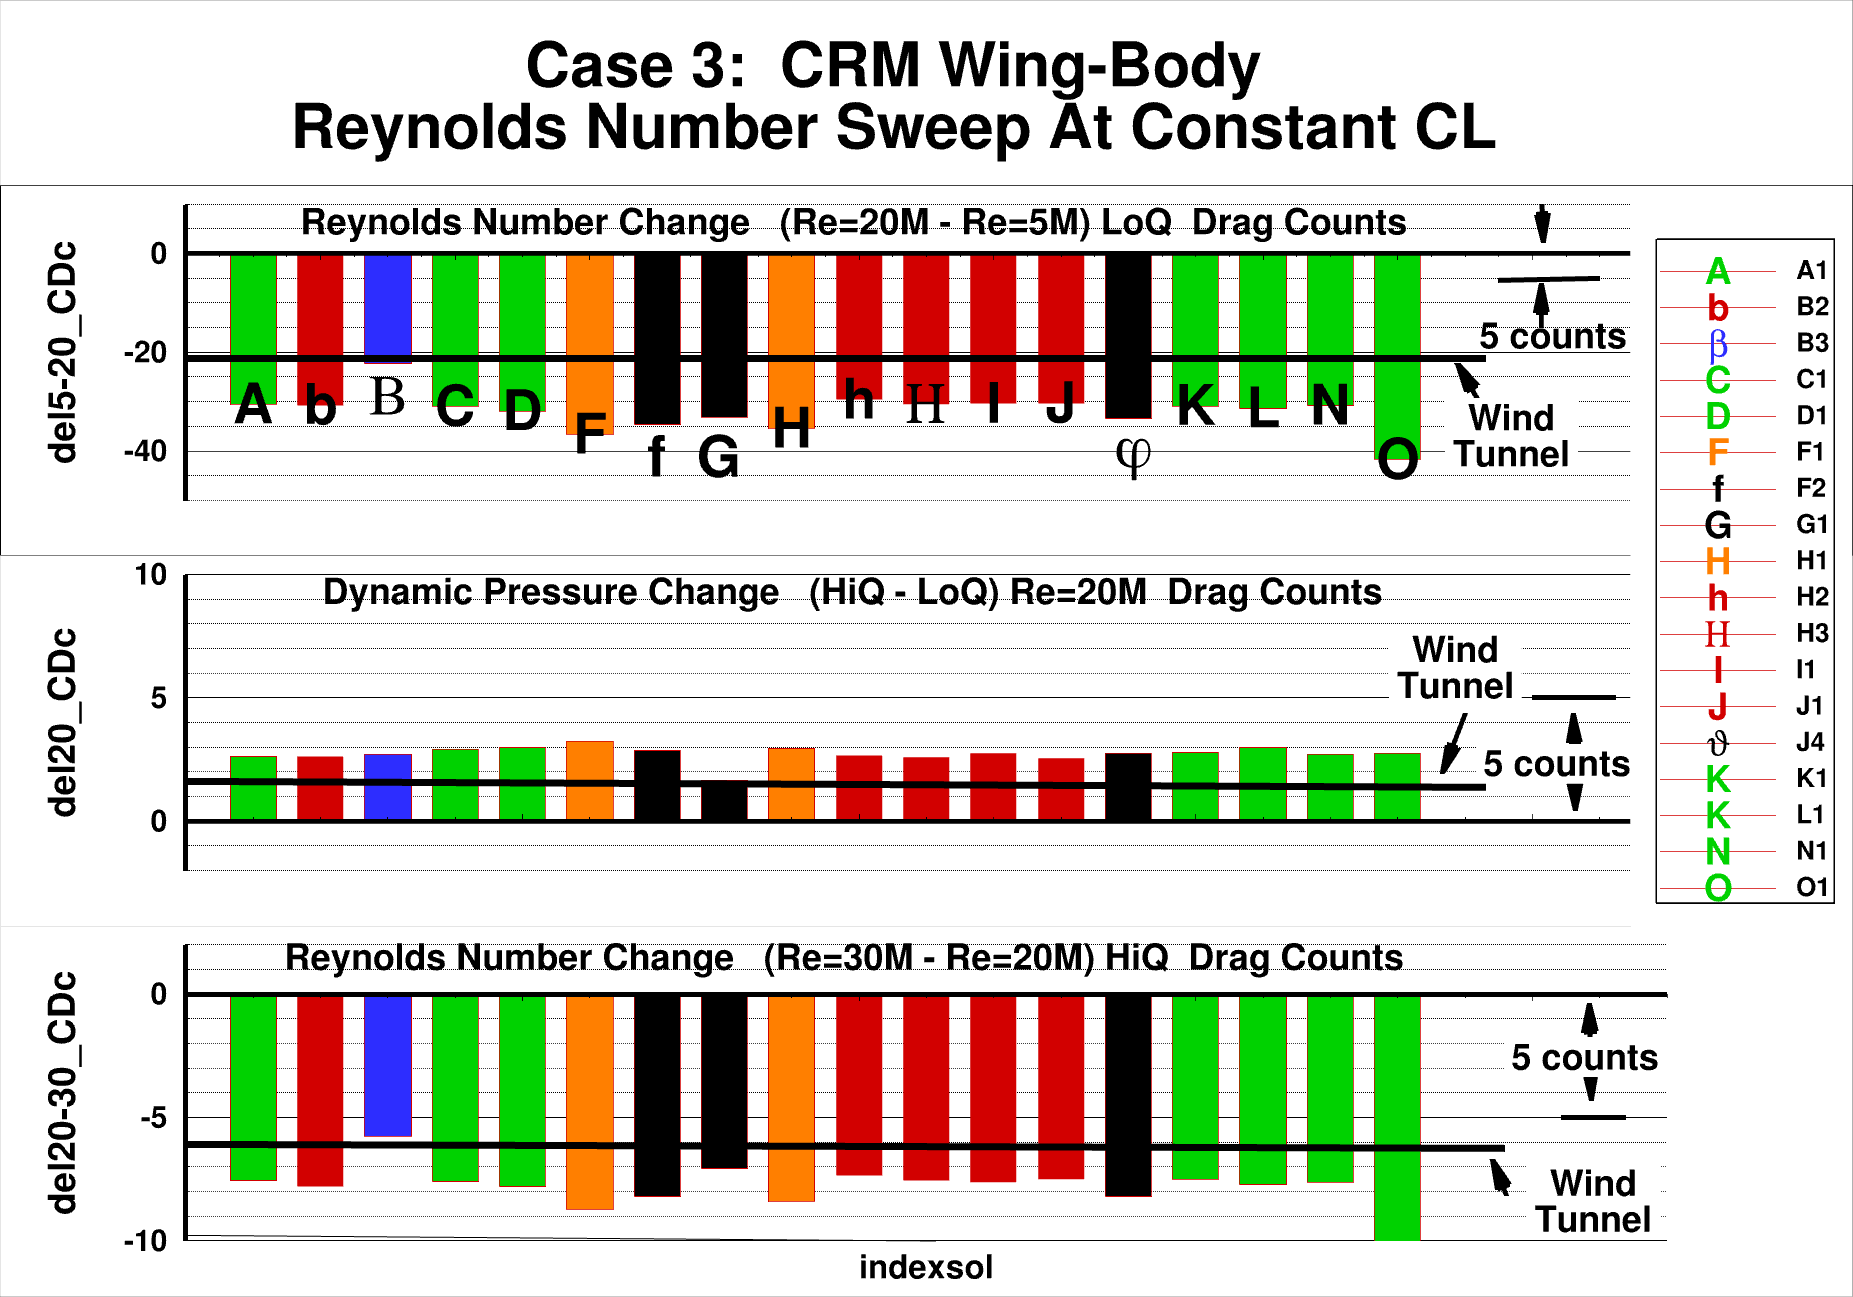 Case 3: CRM Wing-Body
Reynolds Number Sweep At Constant CL
Reynolds Number Change (Re=20M - Re=5M) LoQ Drag Counts
del5-20_CDc
0
-20
-40
5 counts
Wind
Tunnel
A b B C D F f G H h H I J φ K L N O
Dynamic Pressure Change (HiQ - LoQ) Re=20M Drag Counts
del20_CDc
10
5
0
Wind
Tunnel
5 counts
Reynolds Number Change (Re=30M - Re=20M) HiQ Drag Counts
del20-30_CDc
0
-5
-10
5 counts
Wind
Tunnel
indexsol
A A1
b B2
β B3
C C1
D D1
F F1
f F2
G G1
H H1
h H2
H H3
I I1
J J1
ϑ J4
K K1
K L1
N N1
O O1